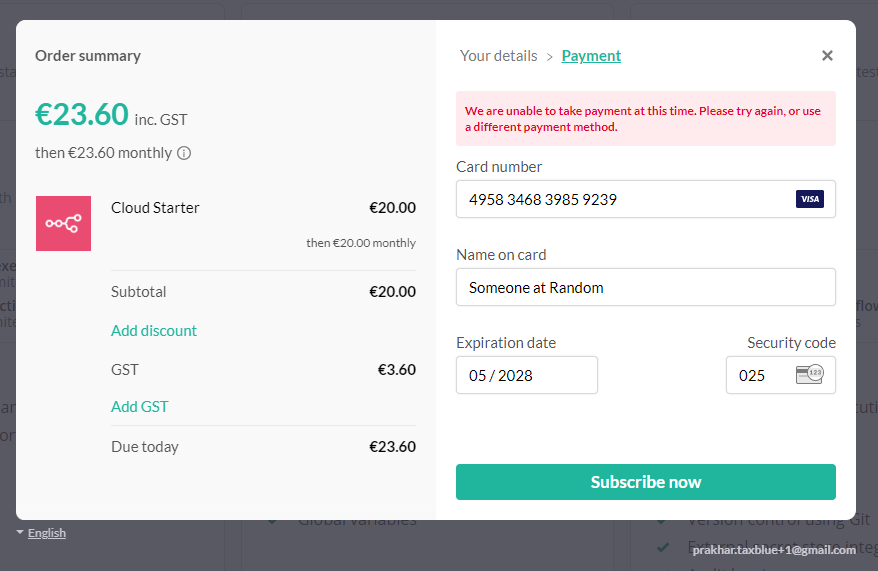 Order summary
€23.60 inc. GST
then €23.60 monthly
Cloud Starter €20.00
then €20.00 monthly
Subtotal €20.00
Add discount
GST €3.60
Add GST
Due today €23.60
Your details > Payment
We are unable to take payment at this time. Please try again, or use
a different payment method.
Card number
4958 3468 3985 9239 VISA
Name on card
Someone at Random
Expiration date Security code
05 / 2028 025 123
Subscribe now
English
Global variables
Version control using Git
prakhar.taxblue+1@gmail.com